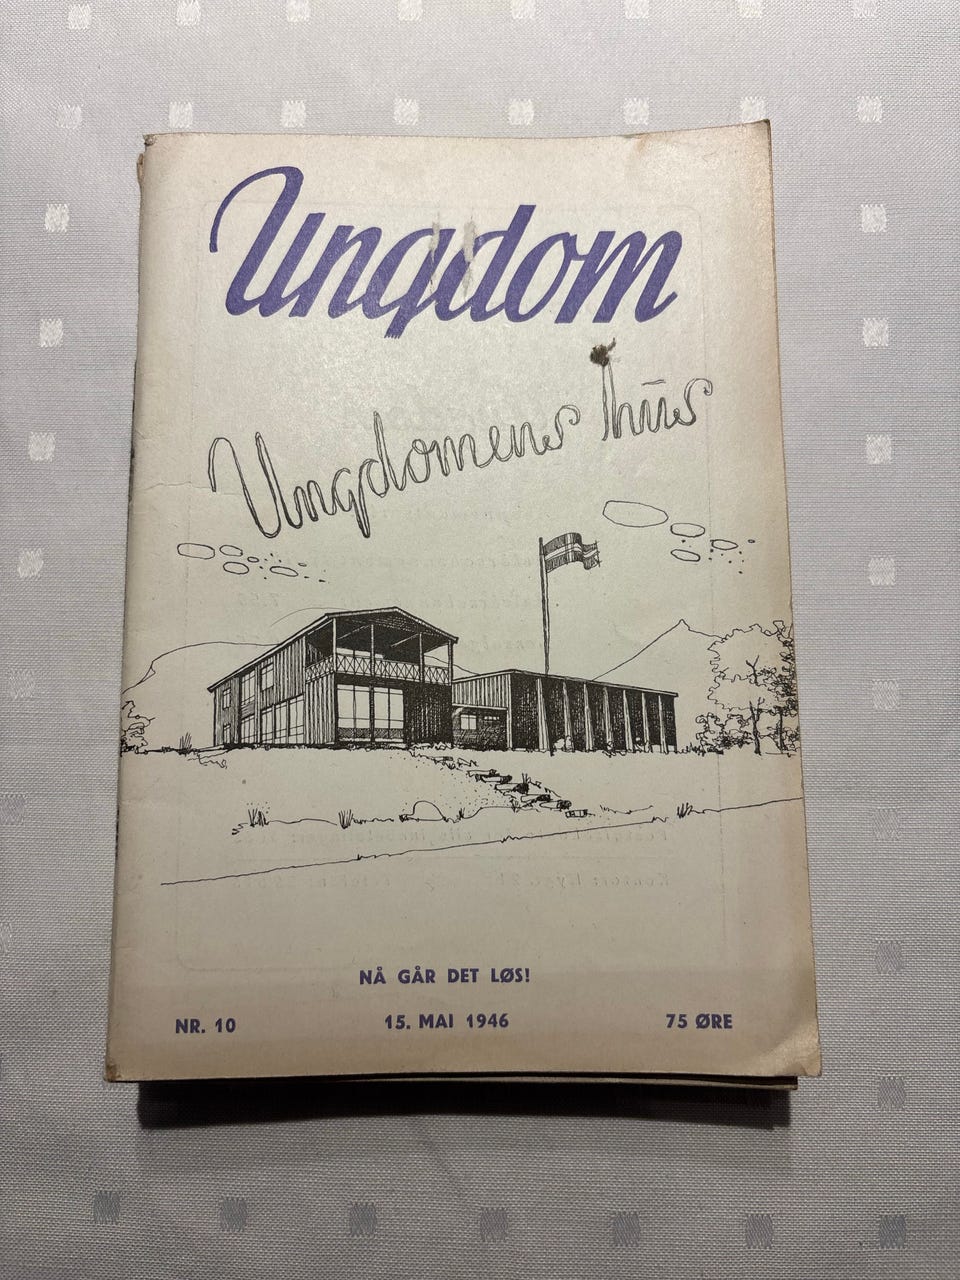 Ungdom
Ungdomens hus
NÅ GÅR DET LØS!
NR. 10
15. MAI 1946
75 ØRE